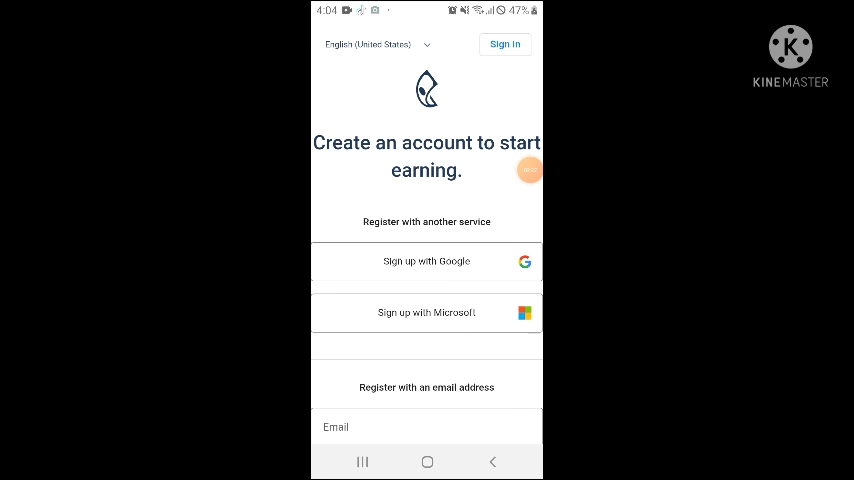 4:04
47%
English (United States)
Sign in
KINEMASTER
Create an account to start
earning.
Register with another service
Sign up with Google
Sign up with Microsoft
Register with an email address
Email